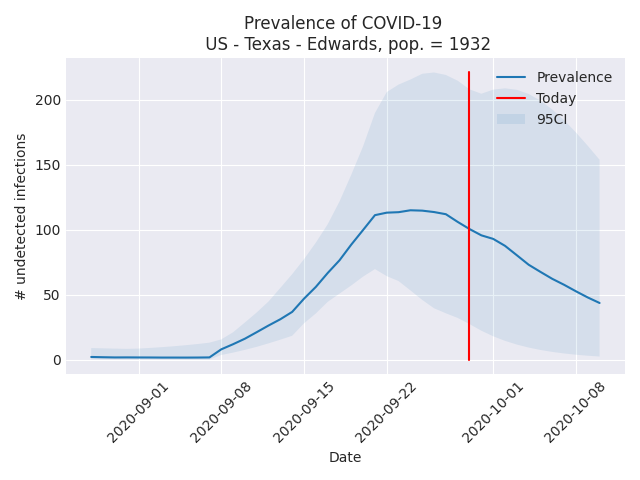 Prevalence of COVID-19
US - Texas - Edwards, pop. = 1932
Prevalence
Today
95CI
# undetected infections
200
150
100
50
0
2020-09-01
2020-09-08
2020-09-15
2020-09-22
2020-10-01
2020-10-08
Date